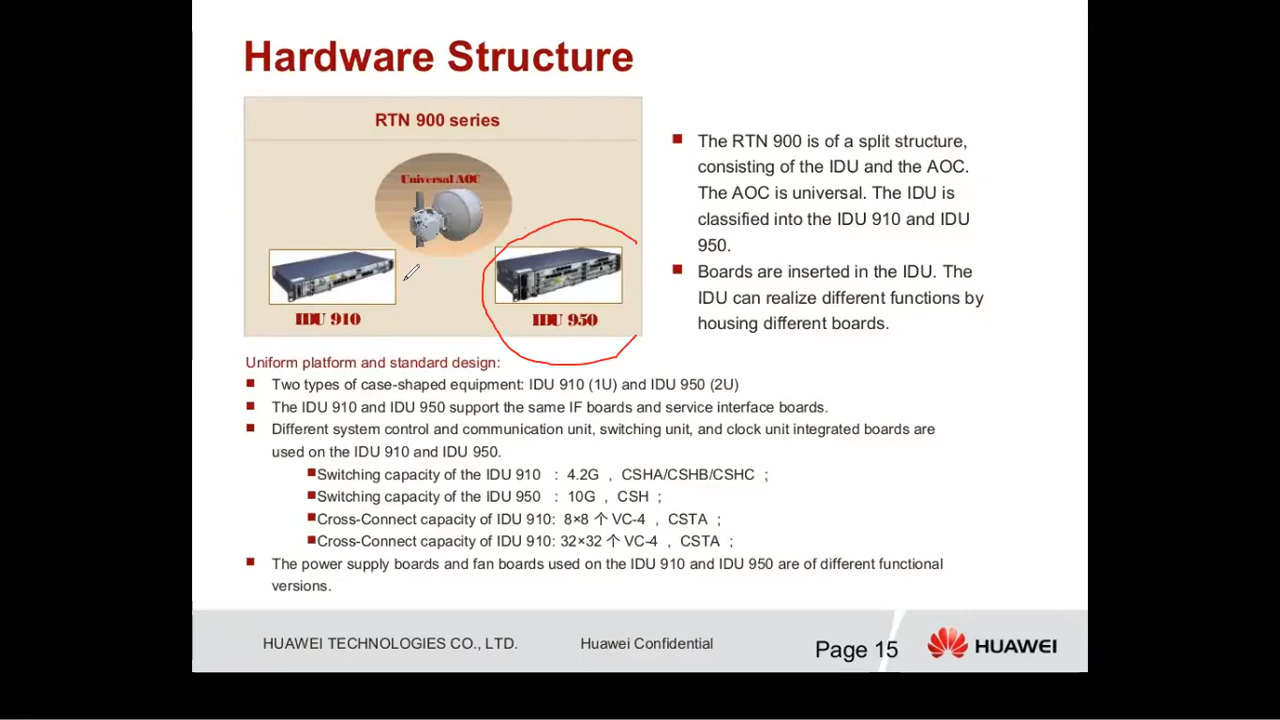 Hardware Structure
RTN 900 series
Universal AOC
IDU 910
IDU 950
■ The RTN 900 is of a split structure,
consisting of the IDU and the AOC.
The AOC is universal. The IDU is
classified into the IDU 910 and IDU
950.
■ Boards are inserted in the IDU. The
IDU can realize different functions by
housing different boards.
Uniform platform and standard design:
■ Two types of case-shaped equipment: IDU 910 (1U) and IDU 950 (2U)
■ The IDU 910 and IDU 950 support the same IF boards and service interface boards.
■ Different system control and communication unit, switching unit, and clock unit integrated boards are
used on the IDU 910 and IDU 950.
■Switching capacity of the IDU 910 : 4.2G , CSHA/CSHB/CSHC ;
■Switching capacity of the IDU 950 : 10G , CSH ;
■Cross-Connect capacity of IDU 910: 8×8 个 VC-4 , CSTA ;
■Cross-Connect capacity of IDU 910: 32×32 个 VC-4 , CSTA ;
■ The power supply boards and fan boards used on the IDU 910 and IDU 950 are of different functional
versions.
HUAWEI TECHNOLOGIES CO., LTD. Huawei Confidential Page 15 HUAWEI